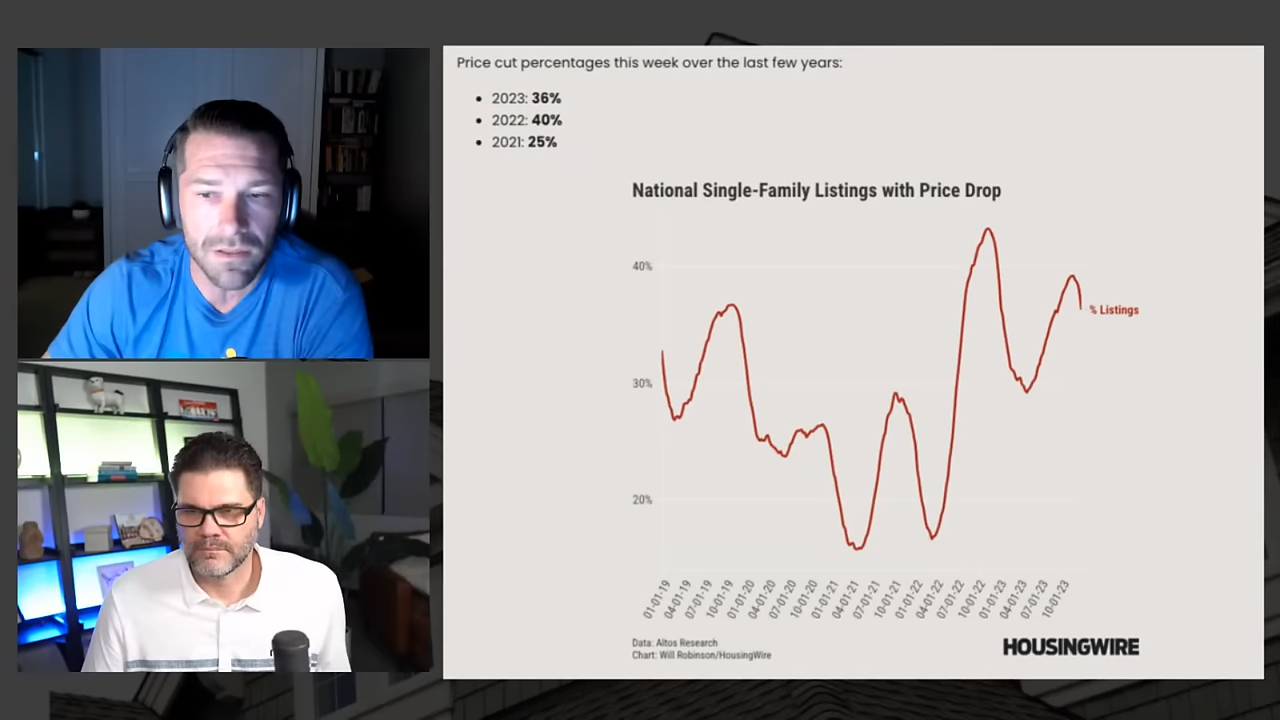 Price cut percentages this week over the last few years:
• 2023: 36%
• 2022: 40%
• 2021: 25%
National Single-Family Listings with Price Drop
40%
30%
20%
% Listings
01-01-19
04-01-19
07-01-19
10-01-19
01-01-20
04-01-20
07-01-20
10-01-20
01-01-21
04-01-21
07-01-21
10-01-21
01-01-22
04-01-22
07-01-22
10-01-22
01-01-23
04-01-23
07-01-23
10-01-23
Data: Altos Research
Chart: Will Robinson/HousingWire
HOUSINGWIRE